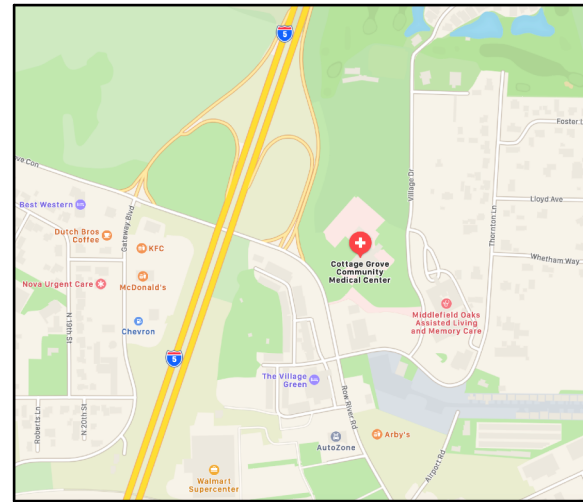 5
Foster L
ve Con
Village Dr
Lloyd Ave
Best Western
Gateway Blvd
Thornton Ln
Dutch Bros
Coffee
KFC
Whetham Way
Cottage Grove
Community
Medical Center
Nova Urgent Care
McDonald's
Middlefield Oaks
Assisted Living
and Memory Care
N 19th St
Chevron
5
The Village
Green
Row River Rd
Roberts Ln
N 20th St
AutoZone
Arby's
Airport Rd
Walmart
Supercenter